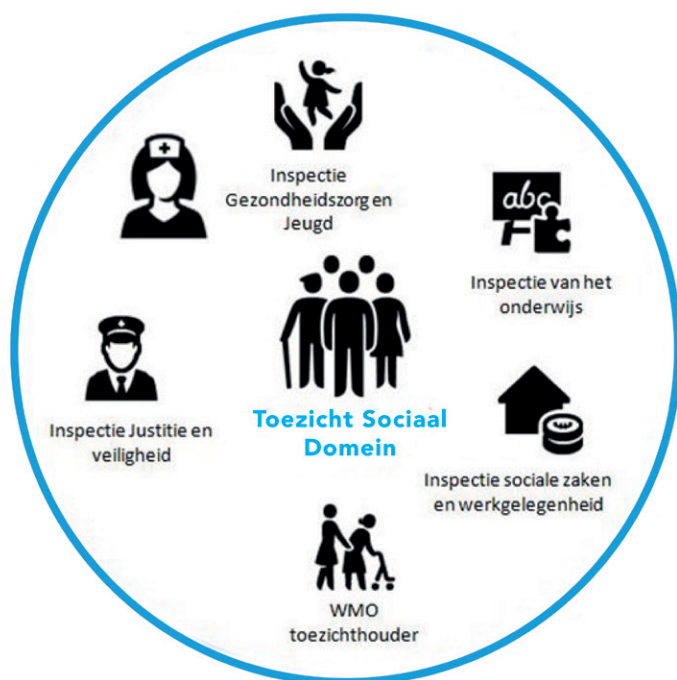 Inspectie
Gezondheidszorg en
Jeugd
abc
Inspectie van het
onderwijs
Toezicht Sociaal
Domein
Inspectie Justitie en
veiligheid
Inspectie sociale zaken
en werkgelegenheid
WMO
toezichthouder